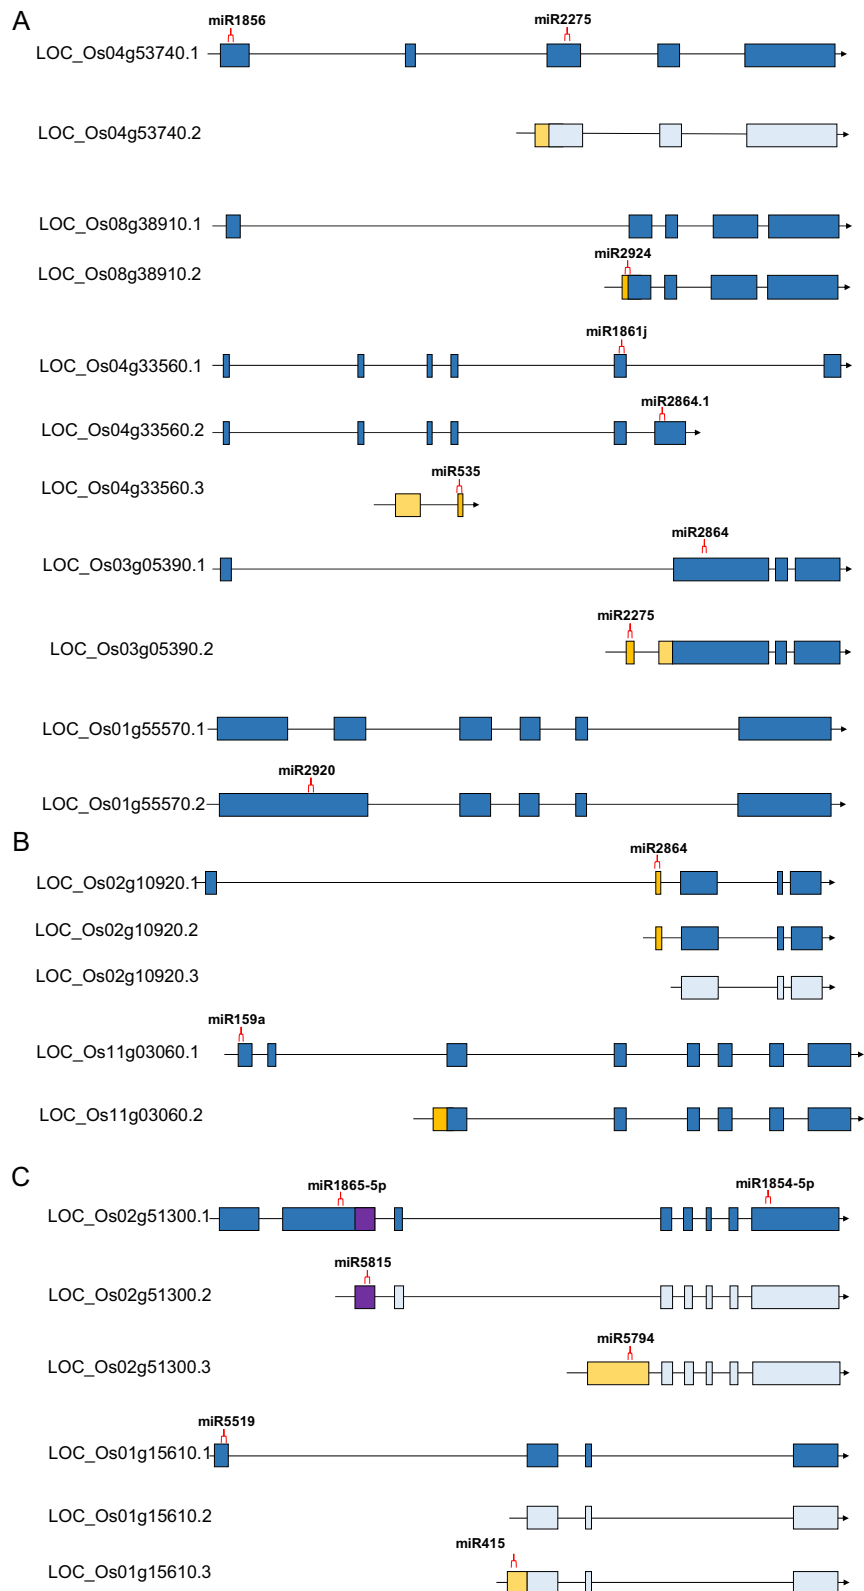 A
miR1856 miR2275
LOC_Os04g53740.1
LOC_Os04g53740.2
LOC_Os08g38910.1
miR2924
LOC_Os08g38910.2
miR1861j
LOC_Os04g33560.1
miR2864.1
LOC_Os04g33560.2
miR535
LOC_Os04g33560.3
miR2864
LOC_Os03g05390.1
miR2275
LOC_Os03g05390.2
LOC_Os01g55570.1
miR2920
LOC_Os01g55570.2
B
miR2864
LOC_Os02g10920.1
LOC_Os02g10920.2
LOC_Os02g10920.3
miR159a
LOC_Os11g03060.1
LOC_Os11g03060.2
C
miR1865-5p miR1854-5p
LOC_Os02g51300.1
miR5815
LOC_Os02g51300.2
miR5794
LOC_Os02g51300.3
miR5519
LOC_Os01g15610.1
LOC_Os01g15610.2
miR415
LOC_Os01g15610.3